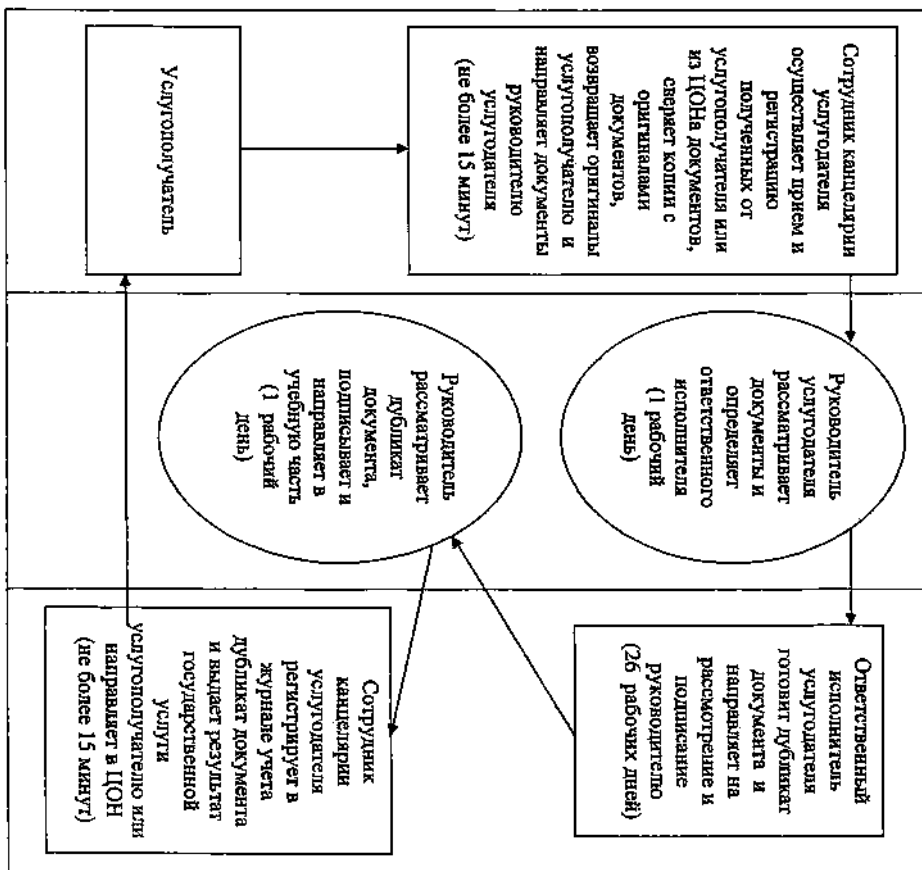 Услугополучатель
Сотрудник канцелярии
услугодателя
осуществляет прием и
регистрацию
полученных от
услугополучателя или
из ЦОНа документов,
сверяет копии с
оригиналами
документов,
возвращает оригиналы
услугополучателю и
направляет документы
руководителю
услугодателя
(не более 15 минут)
Руководитель
услугодателя
рассматривает
документы и
определяет
ответственного
исполнителя
(1 рабочий
день)
Ответственный
исполнитель
услугодателя
готовит дубликат
документа и
направляет на
рассмотрение и
подписание
руководителю
(26 рабочих дней)
Руководитель
рассматривает
дубликат
документа,
подписывает и
направляет в
учебную часть
(1 рабочий
день)
Сотрудник
канцелярии
услугодателя
регистрирует в
журнале учета
дубликат документа
и выдает результат
государственной
услуги
услугополучателю или
направляет в ЦОН
(не более 15 минут)